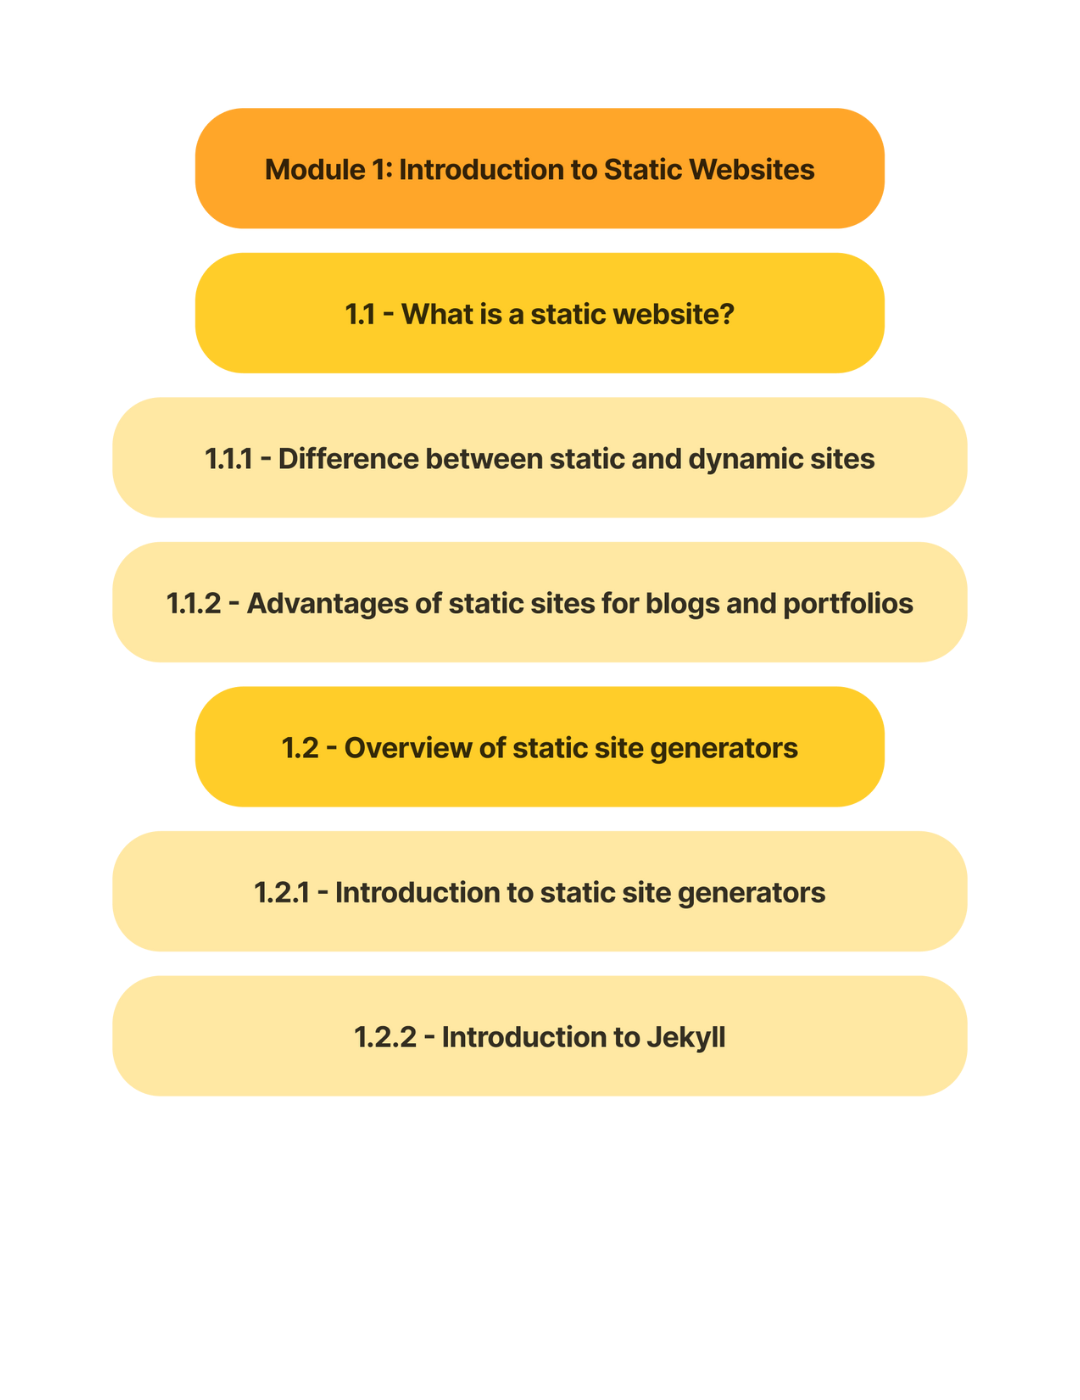 Module 1: Introduction to Static Websites
1.1 - What is a static website?
1.1.1 - Difference between static and dynamic sites
1.1.2 - Advantages of static sites for blogs and portfolios
1.2 - Overview of static site generators
1.2.1 - Introduction to static site generators
1.2.2 - Introduction to Jekyll